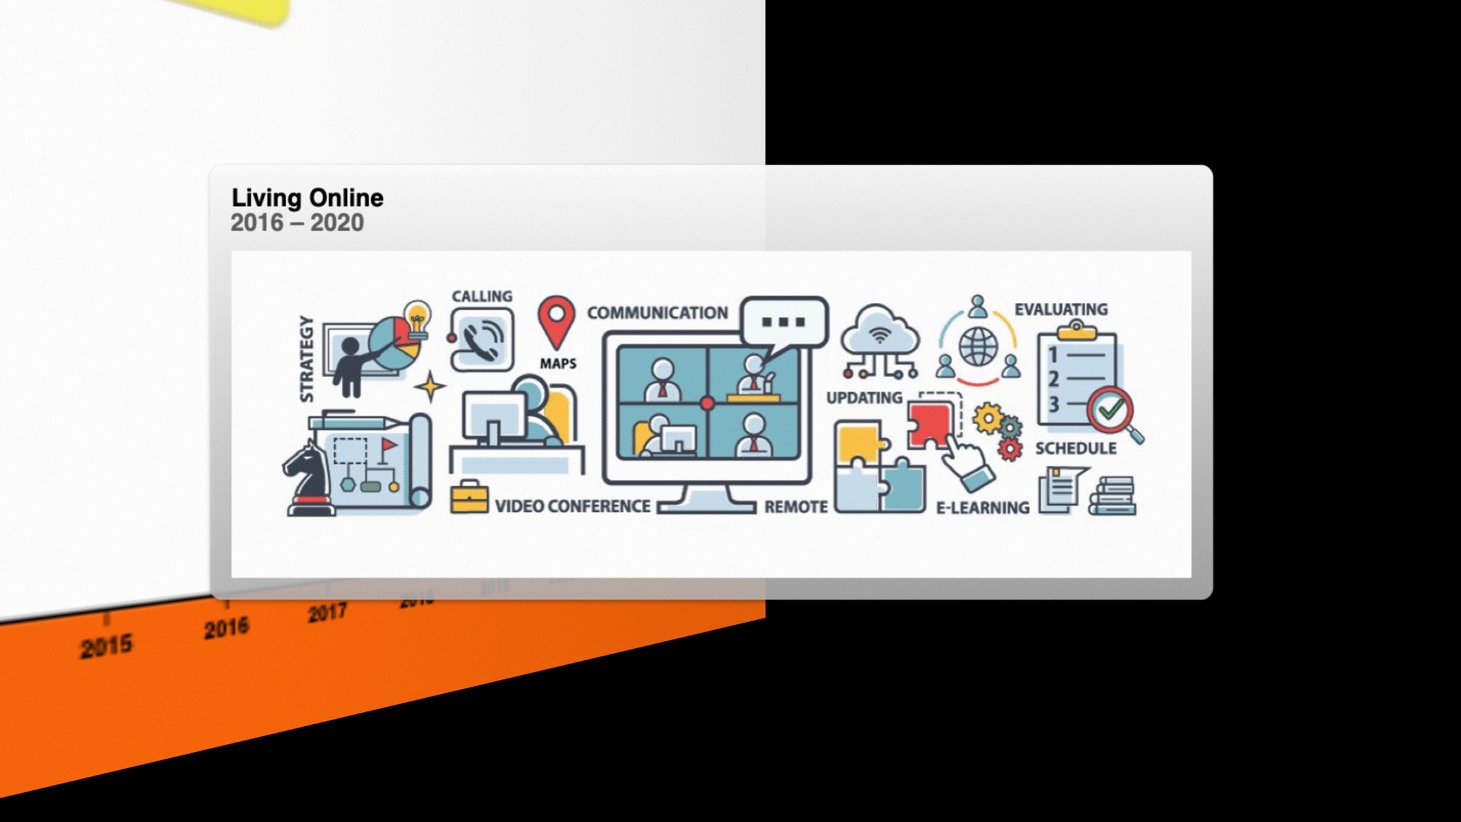 Living Online
2016 – 2020
STRATEGY
CALLING
MAPS
COMMUNICATION
EVALUATING
1
2
3
UPDATING
SCHEDULE
VIDEO CONFERENCE
REMOTE
E-LEARNING
2015
2016
2017
2018